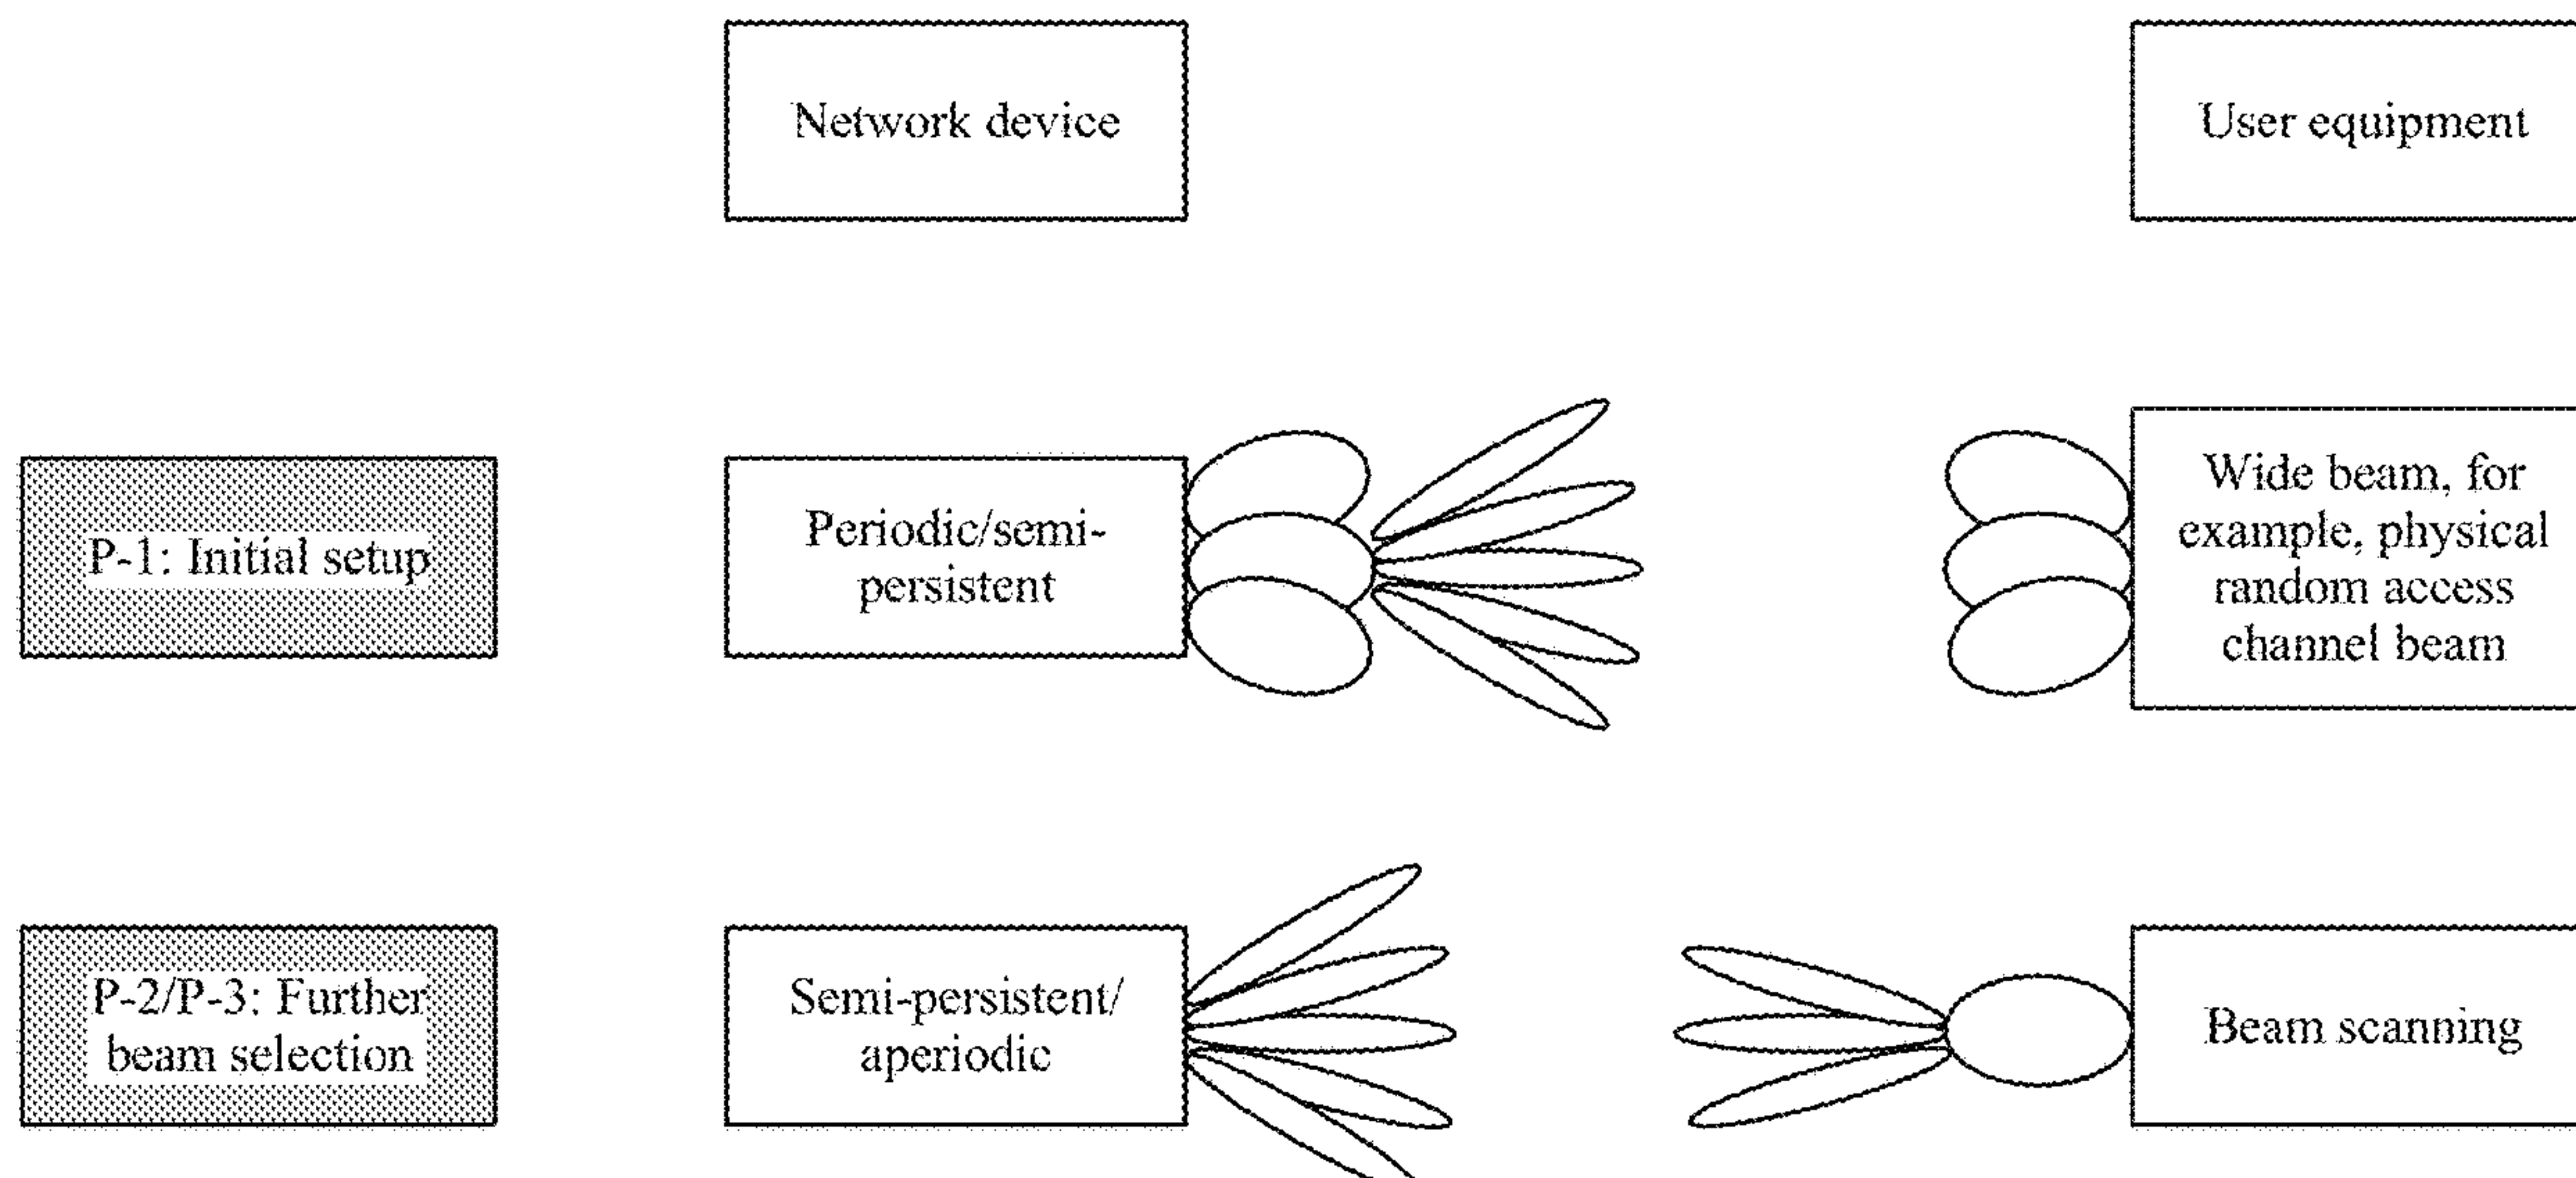 Network device
User equipment
P-1: Initial setup
Periodic/semi-
persistent
Wide beam, for
example, physical
random access
channel beam
P-2/P-3: Further
beam selection
Semi-persistent/
aperiodic
Beam scanning